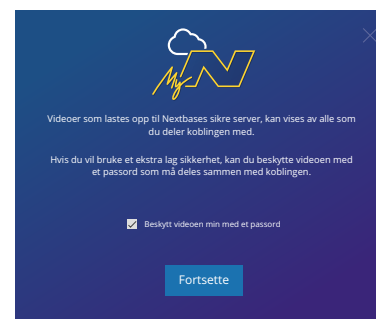 My N
Videoer som lastes opp til Nextbases sikre server, kan vises av alle som
du deler koblingen med.
Hvis du vil bruke et ekstra lag sikkerhet, kan du beskytte videoen med
et passord som må deles sammen med koblingen.
Beskytt videoen min med et passord
Fortsette